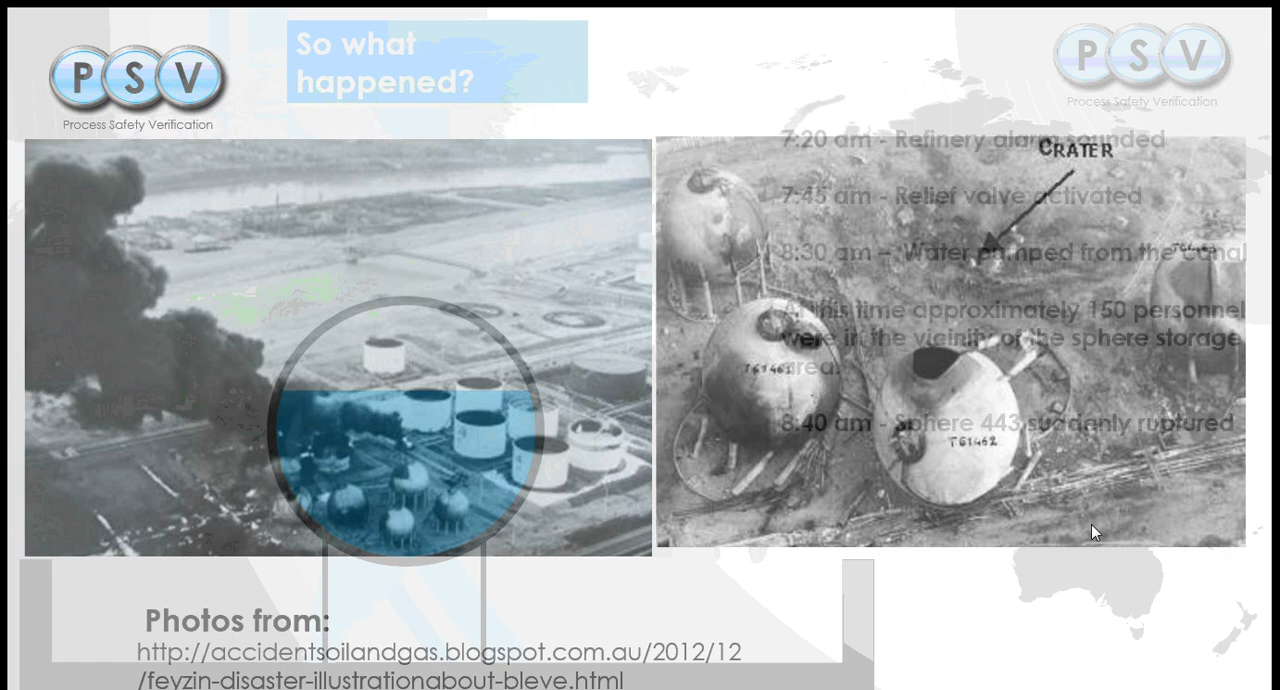 So what
happened?
P S V
Process Safety Verification
P S V
Process Safety Verification
7:20 am - Refinery alarm sounded
CRATER
7:45 am - Relief valve activated
8:30 am – Water pumped from the canal
At this time approximately 150 personnel
were in the vicinity of the sphere storage
area.
T61461
8:40 am - Sphere 443 suddenly ruptured
T61462
Photos from:
http://accidentsoilandgas.blogspot.com.au/2012/12
/feyzin-disaster-illustrationabout-bleve.html